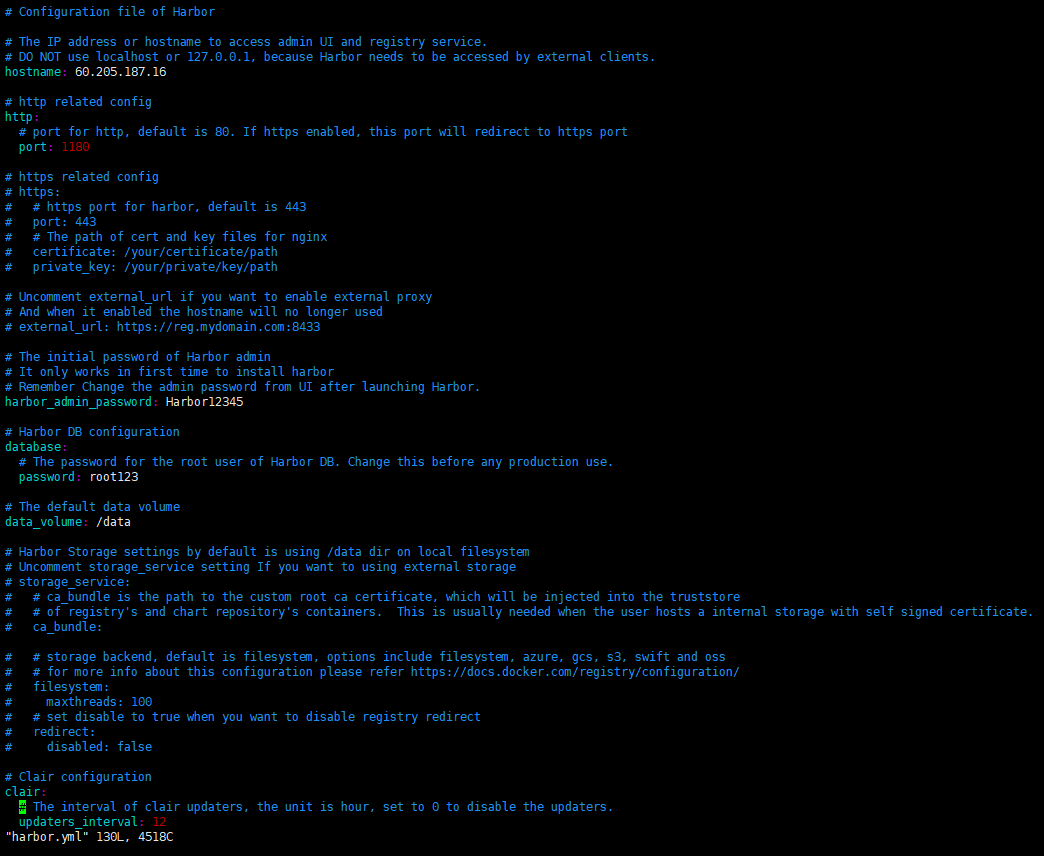 # Configuration file of Harbor
# The IP address or hostname to access admin UI and registry service.
# DO NOT use localhost or 127.0.0.1, because Harbor needs to be accessed by external clients.
hostname: 60.205.187.16
# http related config
http:
  # port for http, default is 80. If https enabled, this port will redirect to https port
  port: 1180
# https related config
# https:
#   # https port for harbor, default is 443
#   port: 443
#   # The path of cert and key files for nginx
#   certificate: /your/certificate/path
#   private_key: /your/private/key/path
# Uncomment external_url if you want to enable external proxy
# And when it enabled the hostname will no longer used
# external_url: https://reg.mydomain.com:8433
# The initial password of Harbor admin
# It only works in first time to install harbor
# Remember Change the admin password from UI after launching Harbor.
harbor_admin_password: Harbor12345
# Harbor DB configuration
database:
  # The password for the root user of Harbor DB. Change this before any production use.
  password: root123
# The default data volume
data_volume: /data
# Harbor Storage settings by default is using /data dir on local filesystem
# Uncomment storage_service setting If you want to using external storage
# storage_service:
#   # ca_bundle is the path to the custom root ca certificate, which will be injected into the truststore
#   # of registry's and chart repository's containers.  This is usually needed when the user hosts a internal storage with self signed certificate.
#   ca_bundle:
#   # storage backend, default is filesystem, options include filesystem, azure, gcs, s3, swift and oss
#   # for more info about this configuration please refer https://docs.docker.com/registry/configuration/
#   filesystem:
#     maxthreads: 100
#   # set disable to true when you want to disable registry redirect
#   redirect:
#     disabled: false
# Clair configuration
clair:
  # The interval of clair updaters, the unit is hour, set to 0 to disable the updaters.
  updaters_interval: 12
"harbor.yml" 130L, 4518C